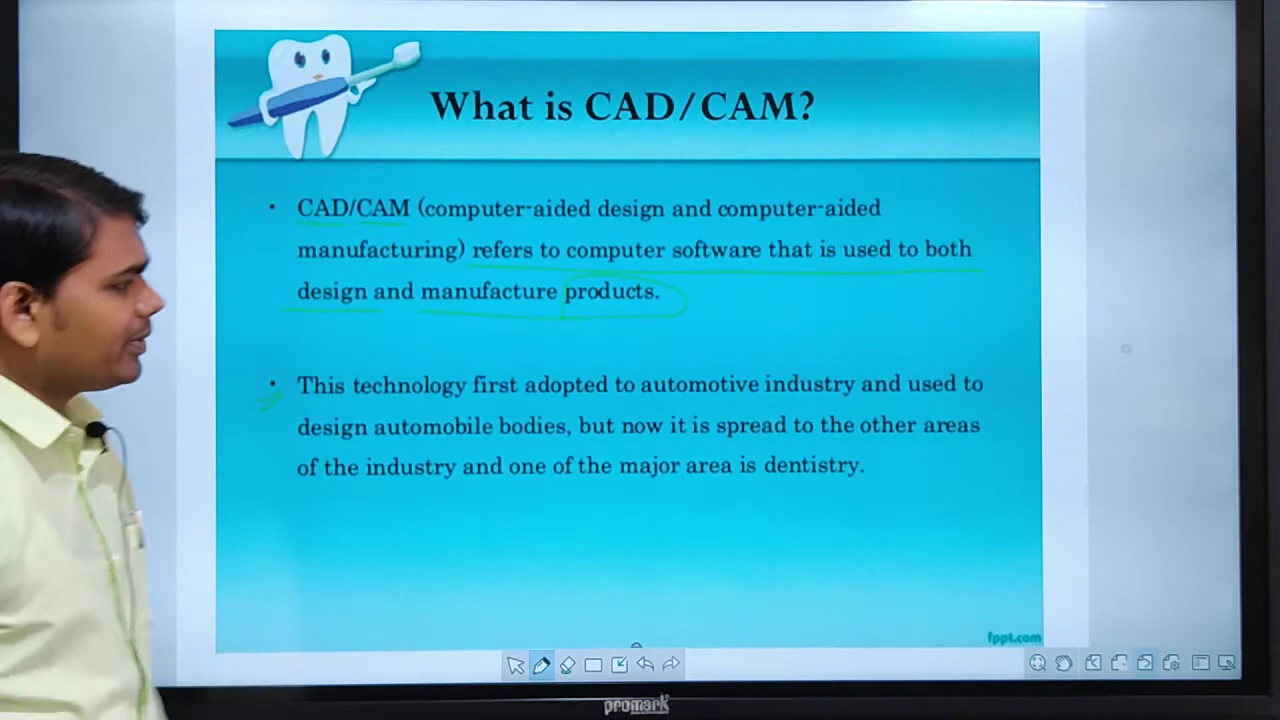 What is CAD/CAM?
• CAD/CAM (computer-aided design and computer-aided
manufacturing) refers to computer software that is used to both
design and manufacture products.
• This technology first adopted to automotive industry and used to
design automobile bodies, but now it is spread to the other areas
of the industry and one of the major area is dentistry.
fppt.com
promark